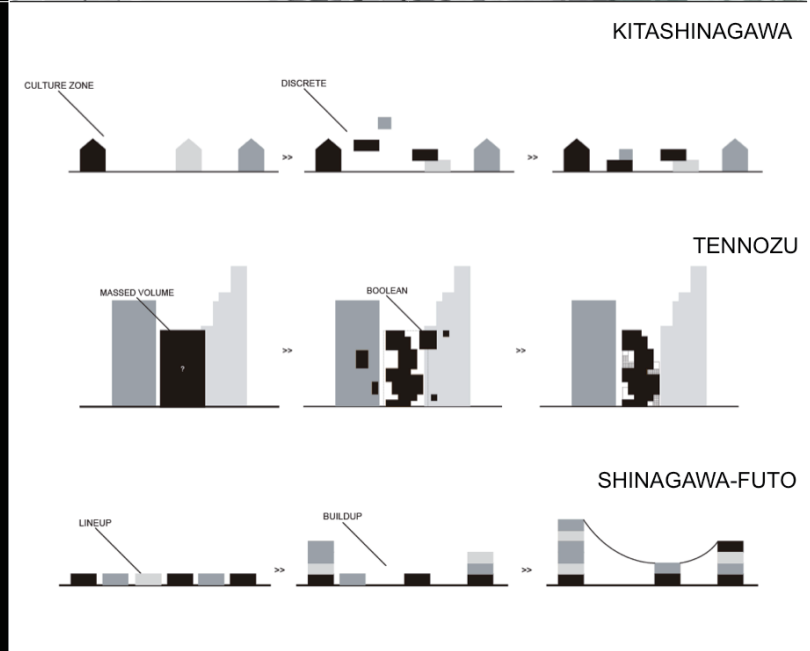 KITASHINAGAWA
CULTURE ZONE
DISCRETE
>>
>>
TENNOZU
MASSED VOLUME
BOOLEAN
?
>>
>>
SHINAGAWA-FUTO
LINEUP
BUILDUP
>>
>>